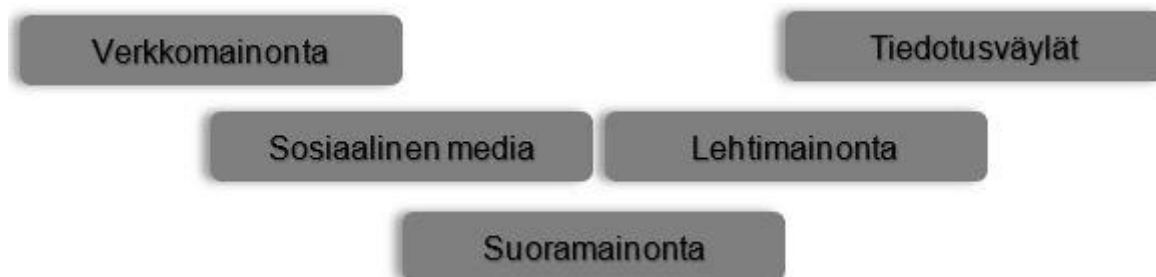 Verkkomainonta
Tiedotusväylät
Sosiaalinen media
Lehtimainonta
Suoramainonta